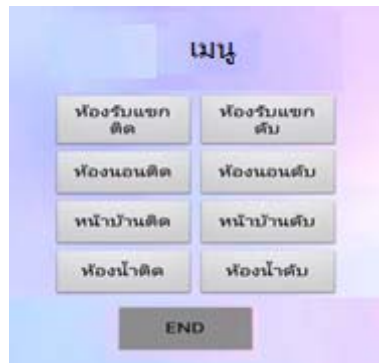 เมนู
ห้องรับแขก
ติด
ห้องรับแขก
ดับ
ห้องนอนติด
ห้องนอนดับ
หน้าบ้านติด
หน้าบ้านดับ
ห้องน้ำติด
ห้องน้ำดับ
END